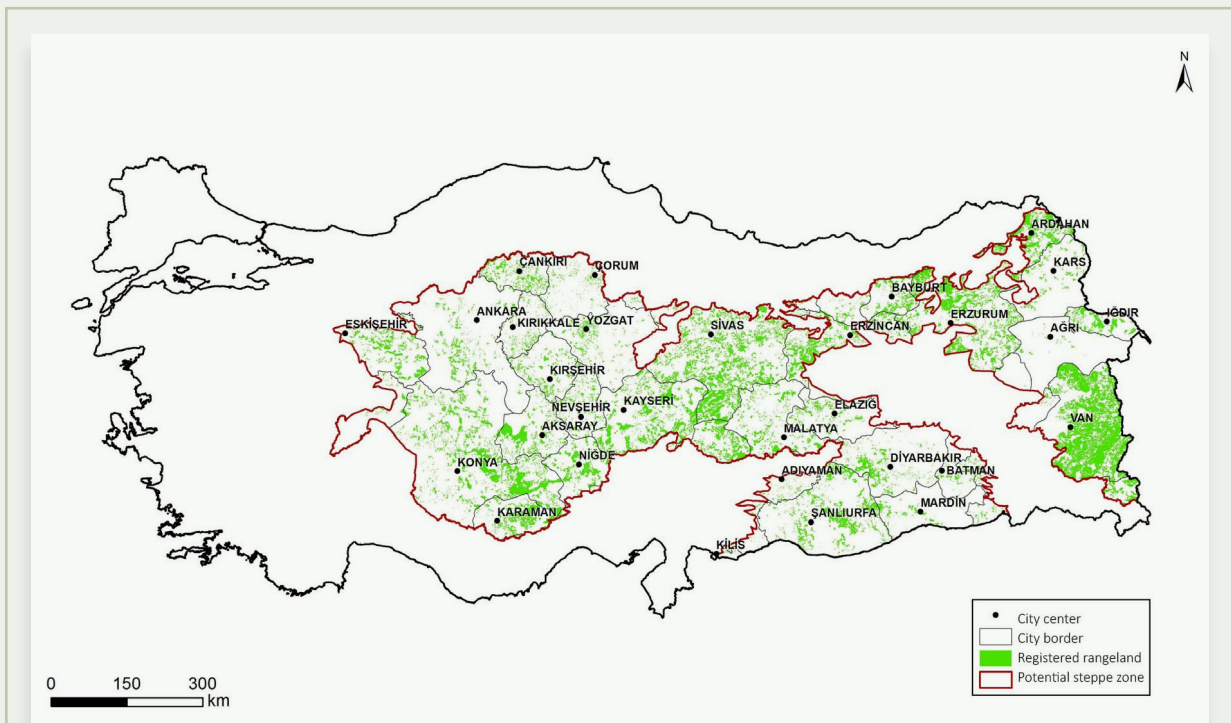 N
ARDAHAN
KARS
ÇANKIRI
ÇORUM
BAYBURT
ANKARA
KIRIKKALE
YOZGAT
ESKİŞEHİR
SİVAS
ERZİNCAN
ERZURUM
IĞDIR
AĞRI
KIRŞEHİR
NEVŞEHİR
KAYSERİ
ELAZIĞ
VAN
AKSARAY
MALATYA
KONYA
NİĞDE
ADIYAMAN
DİYARBAKIR
BATMAN
KARAMAN
ŞANLIURFA
MARDİN
KİLİS
City center
City border
Registered rangeland
Potential steppe zone
0 150 300
km